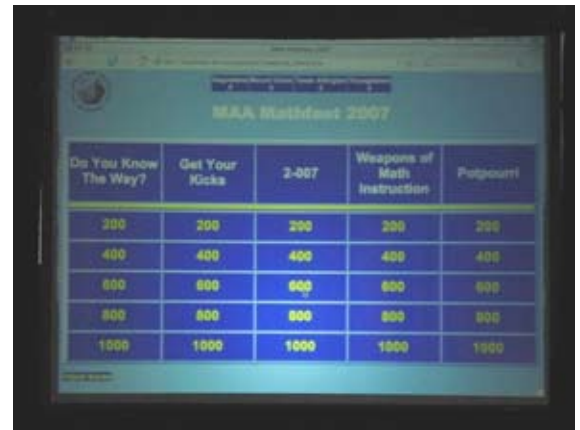 MAA Mathfest 2007
Do You Know The Way? Get Your Kicks 2-007 Weapons of Math Instruction Potpourri
200 200 200 200 200
400 400 400 400 400
600 600 600 600 600
800 800 800 800 800
1000 1000 1000 1000 1000